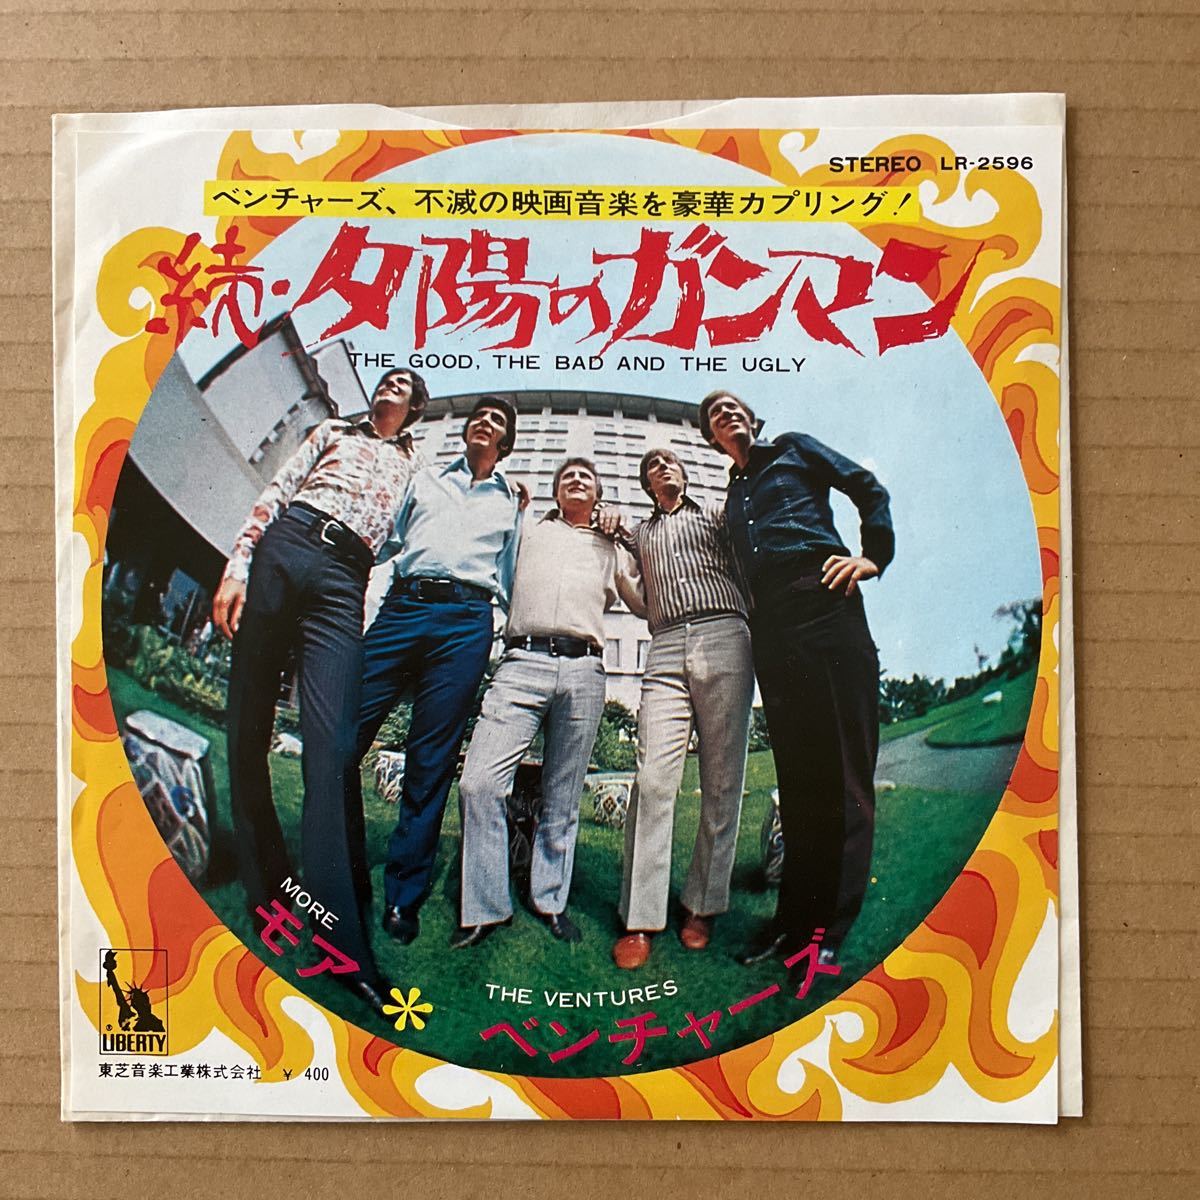 STEREO LR-2596
ベンチャーズ、不滅の映画音楽を豪華カプリング!
続・夕陽のガンマン
THE GOOD, THE BAD AND THE UGLY
MORE
モア
THE VENTURES
ベンチャーズ
® LIBERTY
東芝音楽工業株式会社 ¥ 400